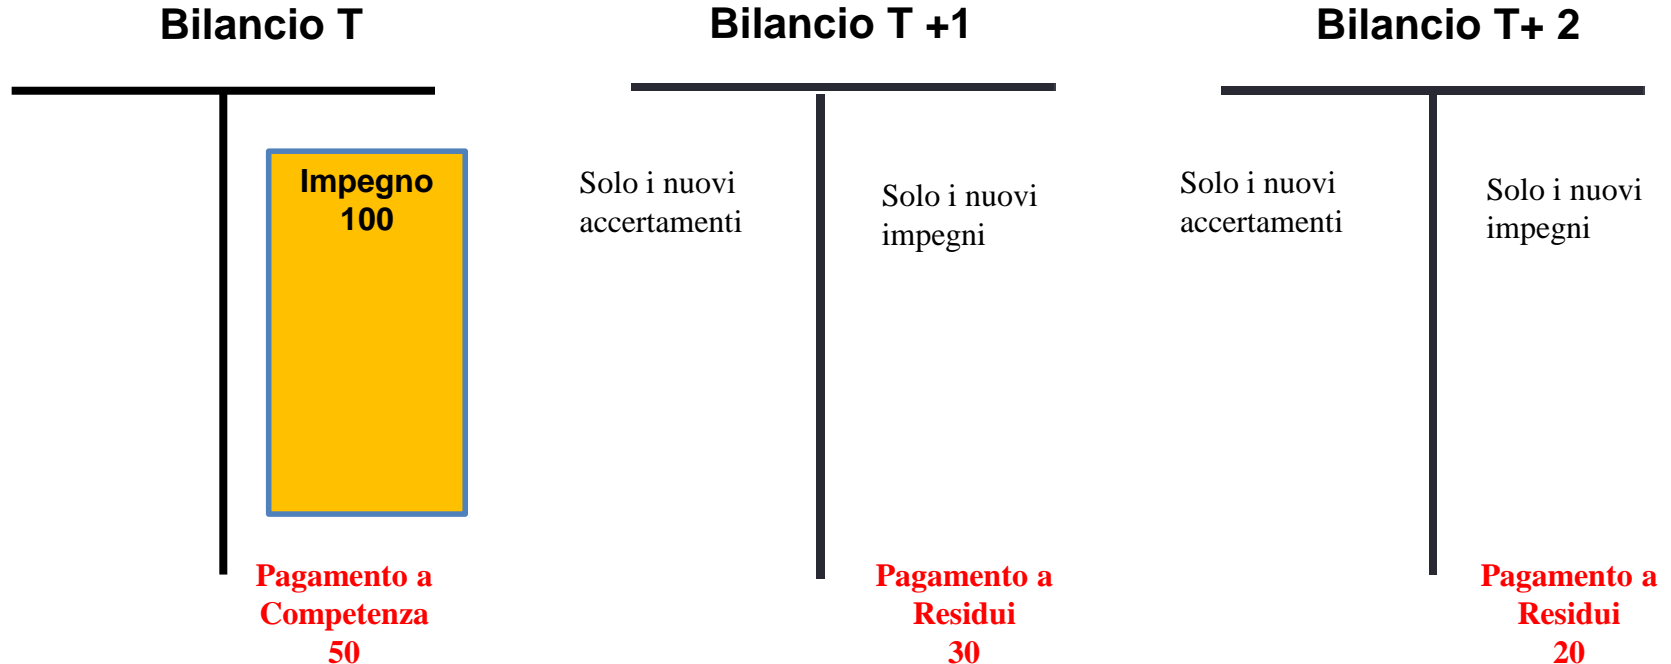 Bilancio T
Bilancio T +1
Bilancio T+ 2
Impegno
100
Solo i nuovi
accertamenti
Solo i nuovi
impegni
Solo i nuovi
accertamenti
Solo i nuovi
impegni
Pagamento a
Competenza
50
Pagamento a
Residui
30
Pagamento a
Residui
20